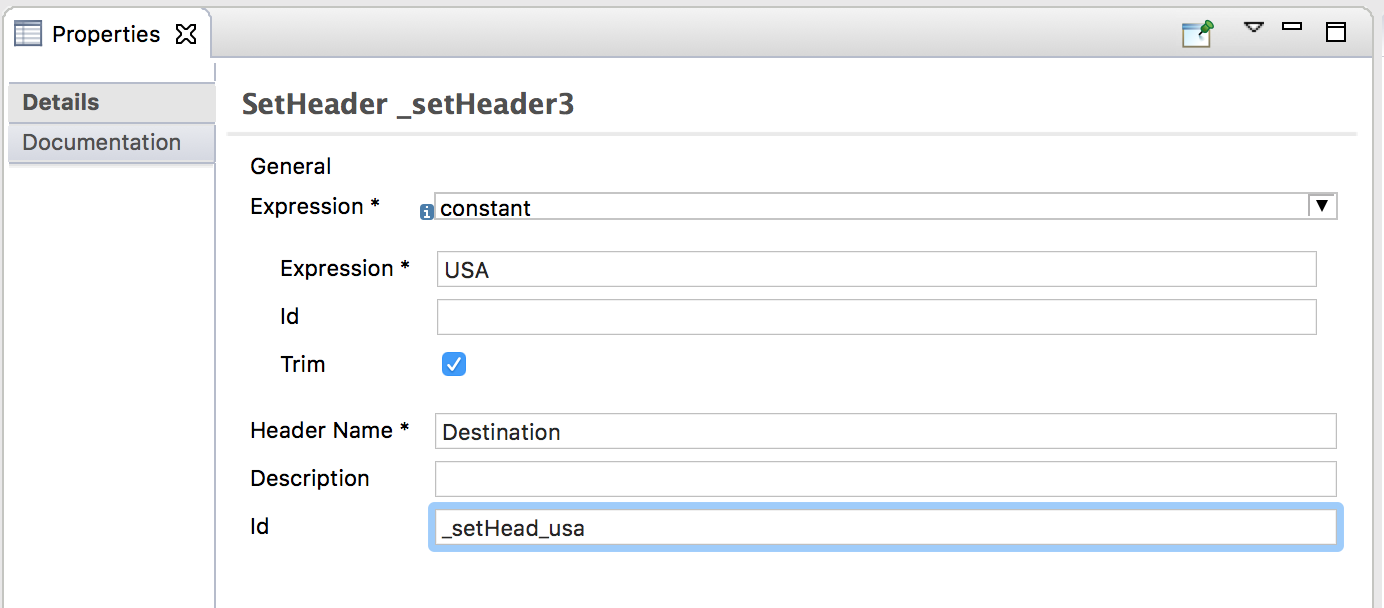 Properties
Details
Documentation
SetHeader _setHeader3
General
Expression * constant
Expression * USA
Id
Trim
Header Name * Destination
Description
Id _setHead_usa